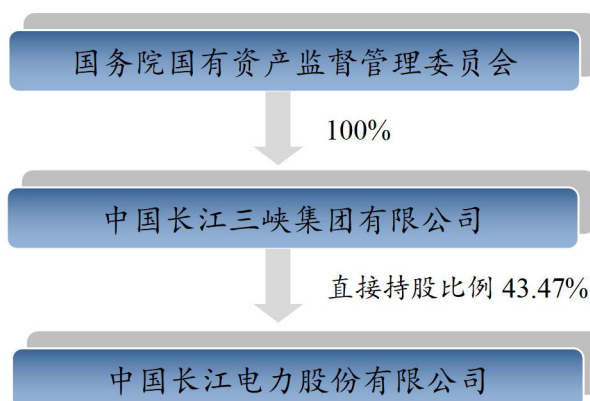 国务院国有资产监督管理委员会
100%
中国长江三峡集团有限公司
直接持股比例 43.47%
中国长江电力股份有限公司